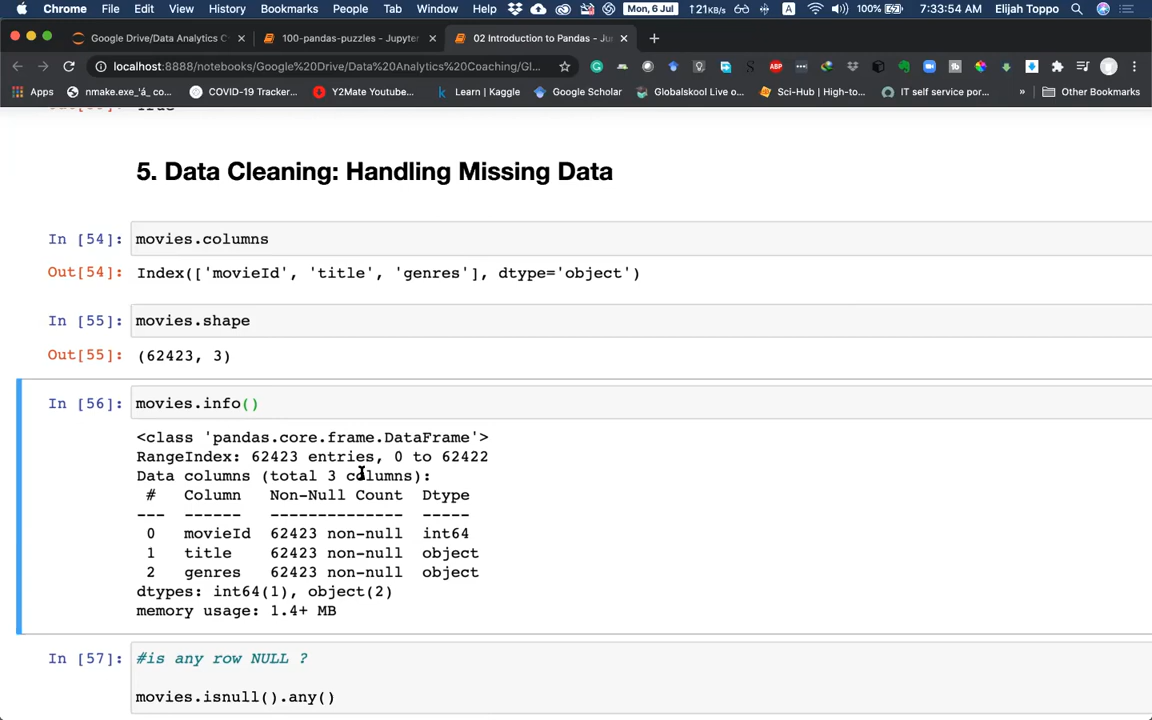 Chrome File Edit View History Bookmarks People Tab Window Help Mon, 6 Jul ↑21KB/s A 100% 7:33:54 AM Elijah Toppo
Google Drive/Data Analytics C × 100-pandas-puzzles - Jupyter × 02 Introduction to Pandas - Ju × +
localhost:8888/notebooks/Google%20Drive/Data%20Analytics%20Coaching/Gl...
Apps nmake.exe_'á_ co... COVID-19 Tracker... Y2Mate Youtube... Learn | Kaggle Google Scholar Globalskool Live o... Sci-Hub | High-to... IT self service por... » Other Bookmarks
5. Data Cleaning: Handling Missing Data
In [54]: movies.columns
Out[54]: Index(['movieId', 'title', 'genres'], dtype='object')
In [55]: movies.shape
Out[55]: (62423, 3)
In [56]: movies.info()
<class 'pandas.core.frame.DataFrame'>
RangeIndex: 62423 entries, 0 to 62422
Data columns (total 3 columns):
# Column Non-Null Count Dtype
--- ------ -------------- -----
0 movieId 62423 non-null int64
1 title 62423 non-null object
2 genres 62423 non-null object
dtypes: int64(1), object(2)
memory usage: 1.4+ MB
In [57]: #is any row NULL ?
movies.isnull().any()